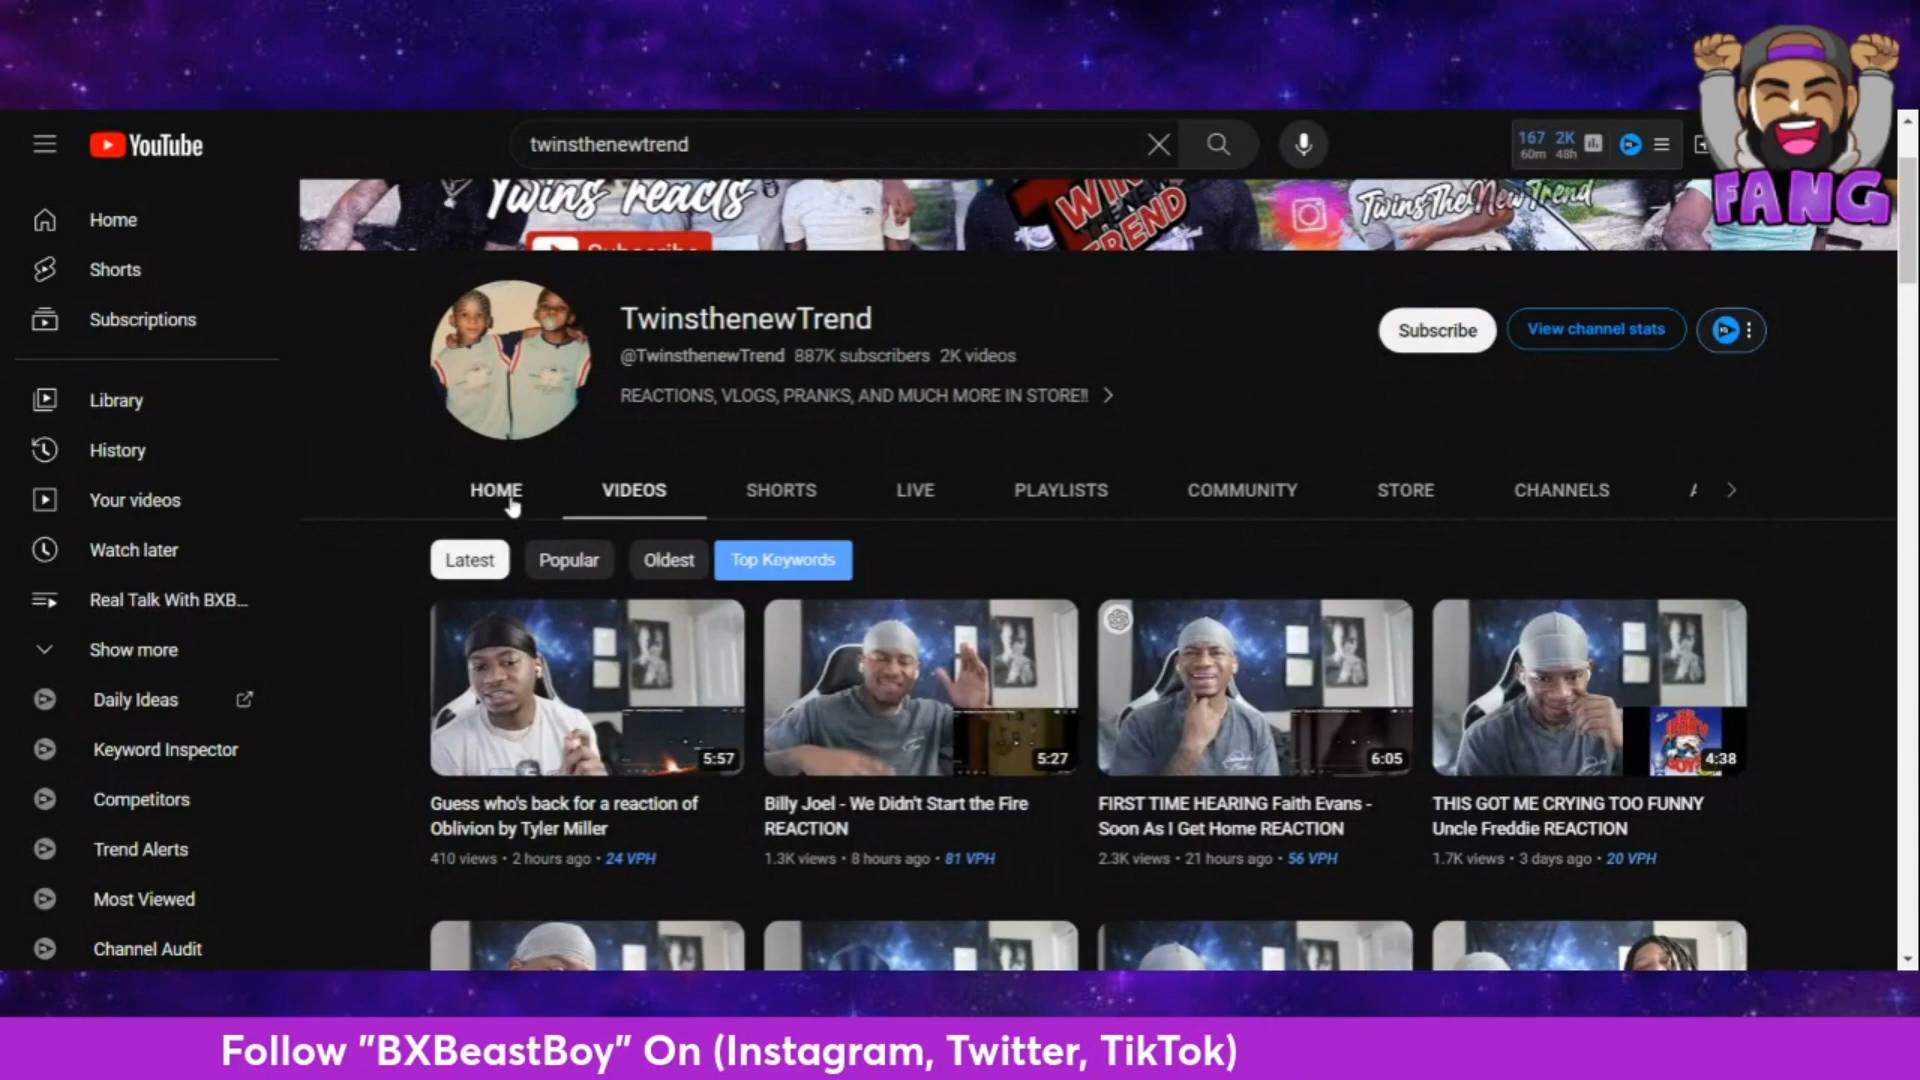 YouTube
twinsthenewtrend
167 2K
60m 48h
FANG
Home
Shorts
Subscriptions
Library
History
Your videos
Watch later
Real Talk With BXB...
Show more
Daily Ideas
Keyword Inspector
Competitors
Trend Alerts
Most Viewed
Channel Audit
Twins reacts
Subscribe
TWINS
THE NEW
TREND
TwinsTheNewTrend
TwinsthenewTrend
@TwinsthenewTrend 887K subscribers 2K videos
REACTIONS, VLOGS, PRANKS, AND MUCH MORE IN STORE!!
Subscribe
View channel stats
HOME VIDEOS SHORTS LIVE PLAYLISTS COMMUNITY STORE CHANNELS
Latest Popular Oldest Top Keywords
5:57
5:27
6:05
4:38
Guess who's back for a reaction of
Oblivion by Tyler Miller
410 views • 2 hours ago • 24 VPH
Billy Joel - We Didn't Start the Fire
REACTION
1.3K views • 8 hours ago • 81 VPH
FIRST TIME HEARING Faith Evans -
Soon As I Get Home REACTION
2.3K views • 21 hours ago • 56 VPH
THIS GOT ME CRYING TOO FUNNY
Uncle Freddie REACTION
1.7K views • 3 days ago • 20 VPH
Follow "BXBeastBoy" On (Instagram, Twitter, TikTok)